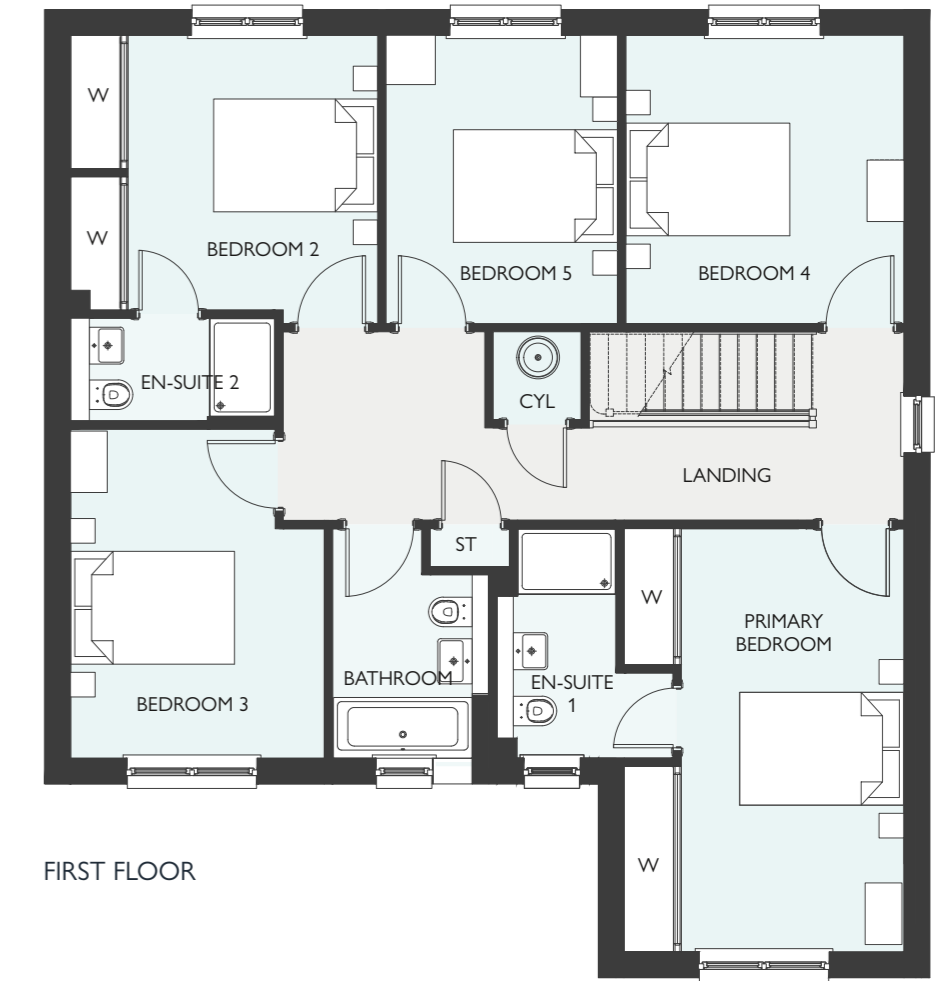 W
W
BEDROOM 2
BEDROOM 5
BEDROOM 4
EN-SUITE 2
CYL
LANDING
ST
W
PRIMARY
BEDROOM
BATHROOM
EN-SUITE
1
BEDROOM 3
W
FIRST FLOOR